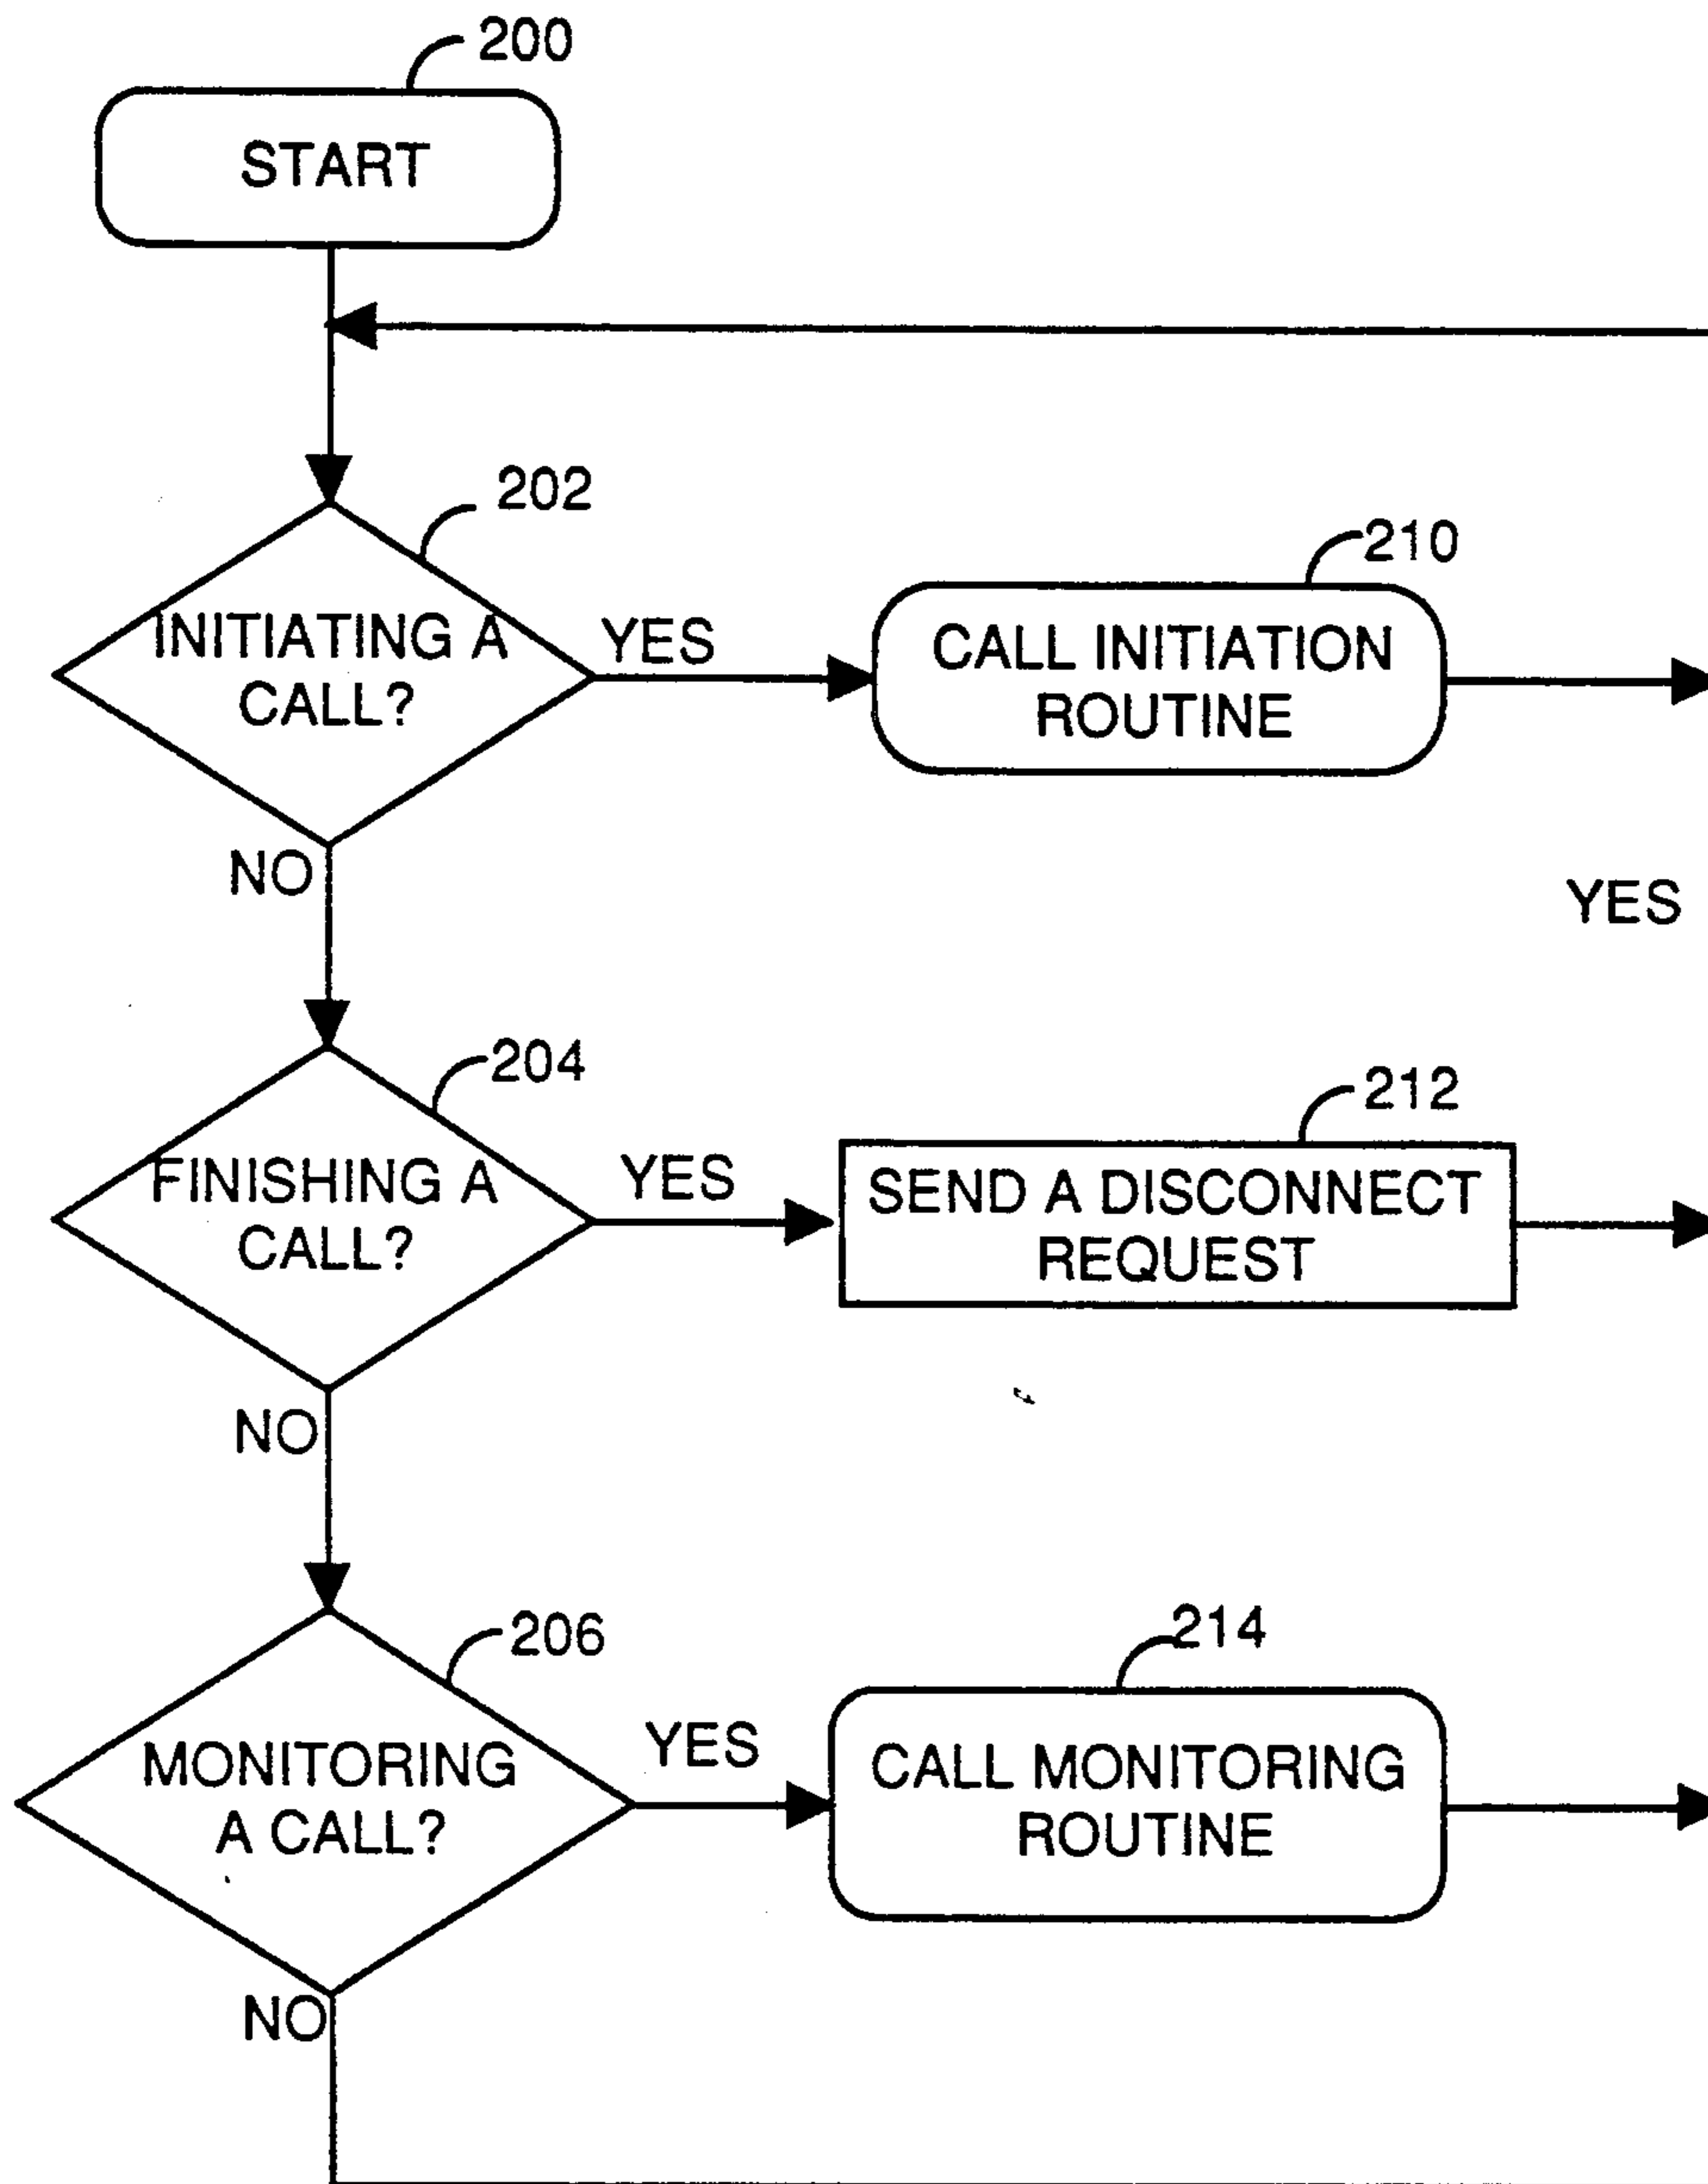 200
START
202
INITIATING A
CALL?
YES
210
CALL INITIATION
ROUTINE
NO
YES
204
FINISHING A
CALL?
YES
212
SEND A DISCONNECT
REQUEST
NO
206
MONITORING
A CALL?
YES
214
CALL MONITORING
ROUTINE
NO